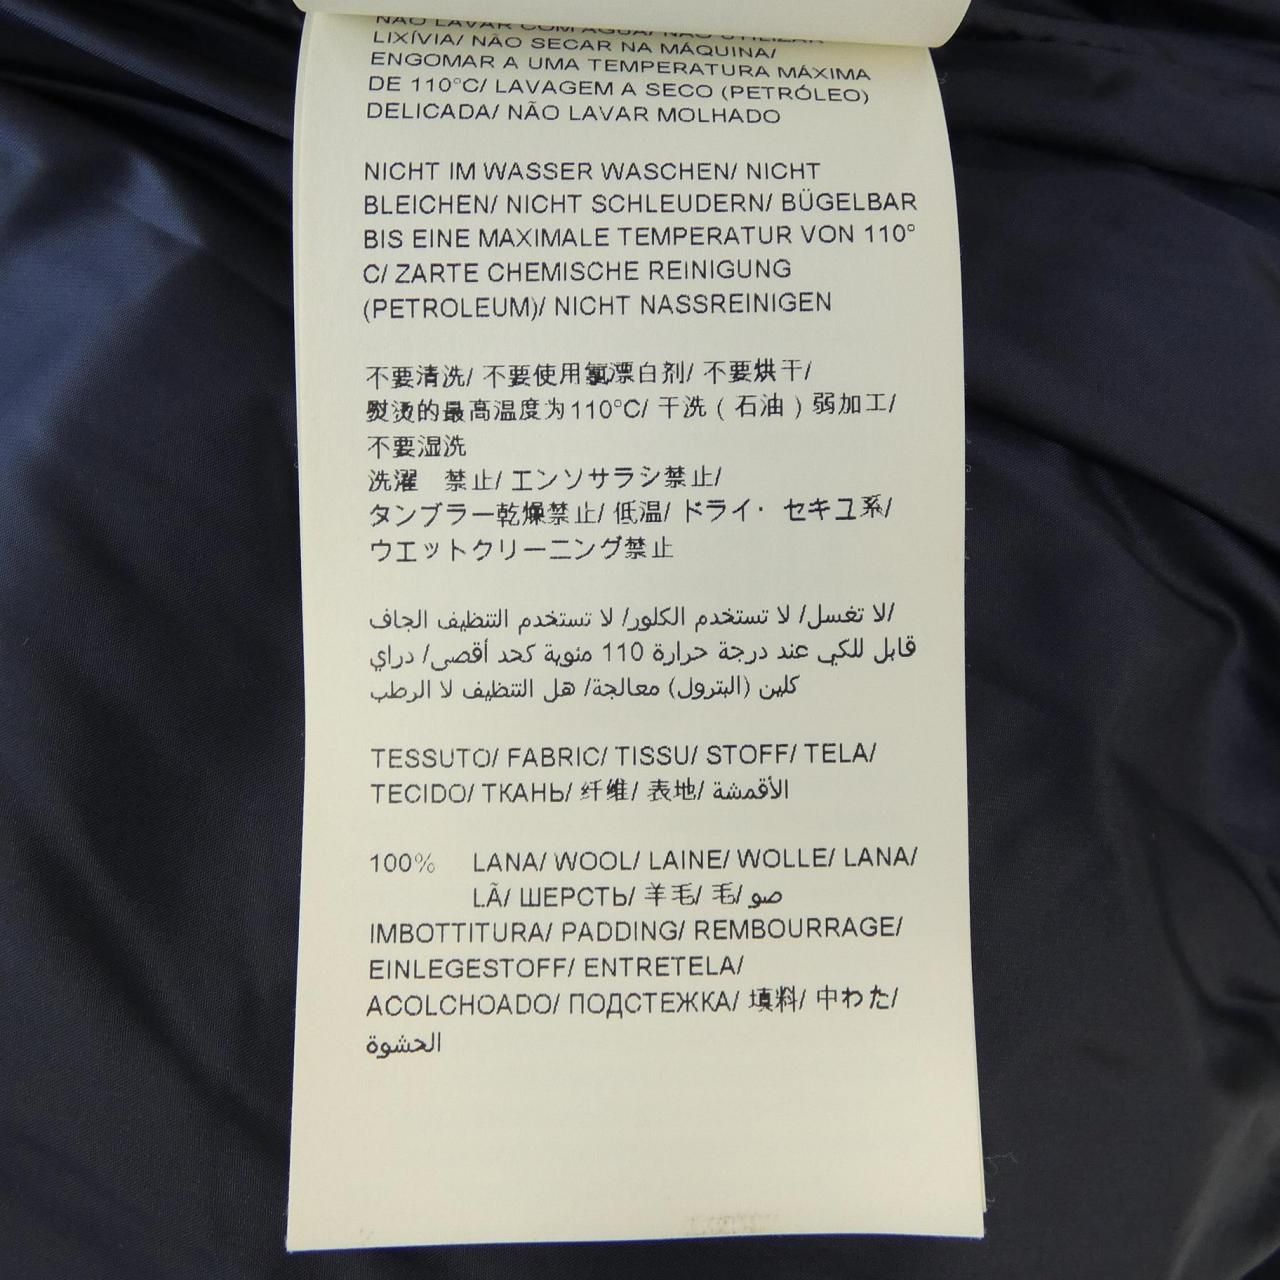 NÃO LAVAR COM ÁGUA/ NÃO UTILIZAR
LIXÍVIA/ NÃO SECAR NA MÁQUINA/
ENGOMAR A UMA TEMPERATURA MÁXIMA
DE 110°C/ LAVAGEM A SECO (PETRÓLEO)
DELICADA/ NÃO LAVAR MOLHADO
NICHT IM WASSER WASCHEN/ NICHT
BLEICHEN/ NICHT SCHLEUDERN/ BÜGELBAR
BIS EINE MAXIMALE TEMPERATUR VON 110°
C/ ZARTE CHEMISCHE REINIGUNG
(PETROLEUM)/ NICHT NASSREINIGEN
不要清洗/ 不要使用氯漂白剂/ 不要烘干/
熨烫的最高温度为110°C/ 干洗 ( 石油 ) 弱加工/
不要湿洗
洗濯 禁止/ エンソサラシ禁止/
タンブラー乾燥禁止/ 低温/ ドライ・ セキユ系/
ウエットクリーニング禁止
لا تغسل/ لا تستخدم الكلور/ لا تستخدم التنظيف الجاف/
قابل للكي عند درجة حرارة 110 مئوية كحد أقصى/ دراي
كلين (البترول) معالجة/ هل التنظيف لا الرطب
TESSUTO/ FABRIC/ TISSU/ STOFF/ TELA/
TECIDO/ ТКАНЬ/ 纤维/ 表地/ الأقمشة
100% LANA/ WOOL/ LAINE/ WOLLE/ LANA/
LÃ/ ШЕРСТЬ/ 羊毛/ 毛/ صو
IMBOTTITURA/ PADDING/ REMBOURRAGE/
EINLEGESTOFF/ ENTRETELA/
ACOLCHOADO/ ПОДСТЕЖКА/ 填料/ 中わた/
الحشوة